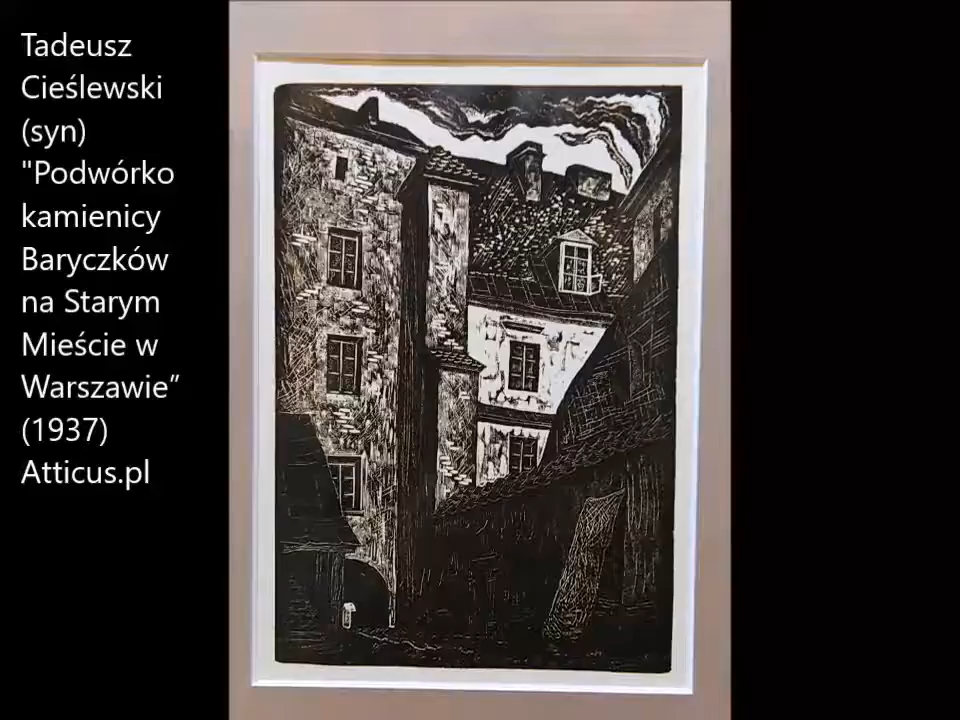 Tadeusz
Cieślewski
(syn)
"Podwórko
kamienicy
Baryczków
na Starym
Mieście w
Warszawie”
(1937)
Atticus.pl